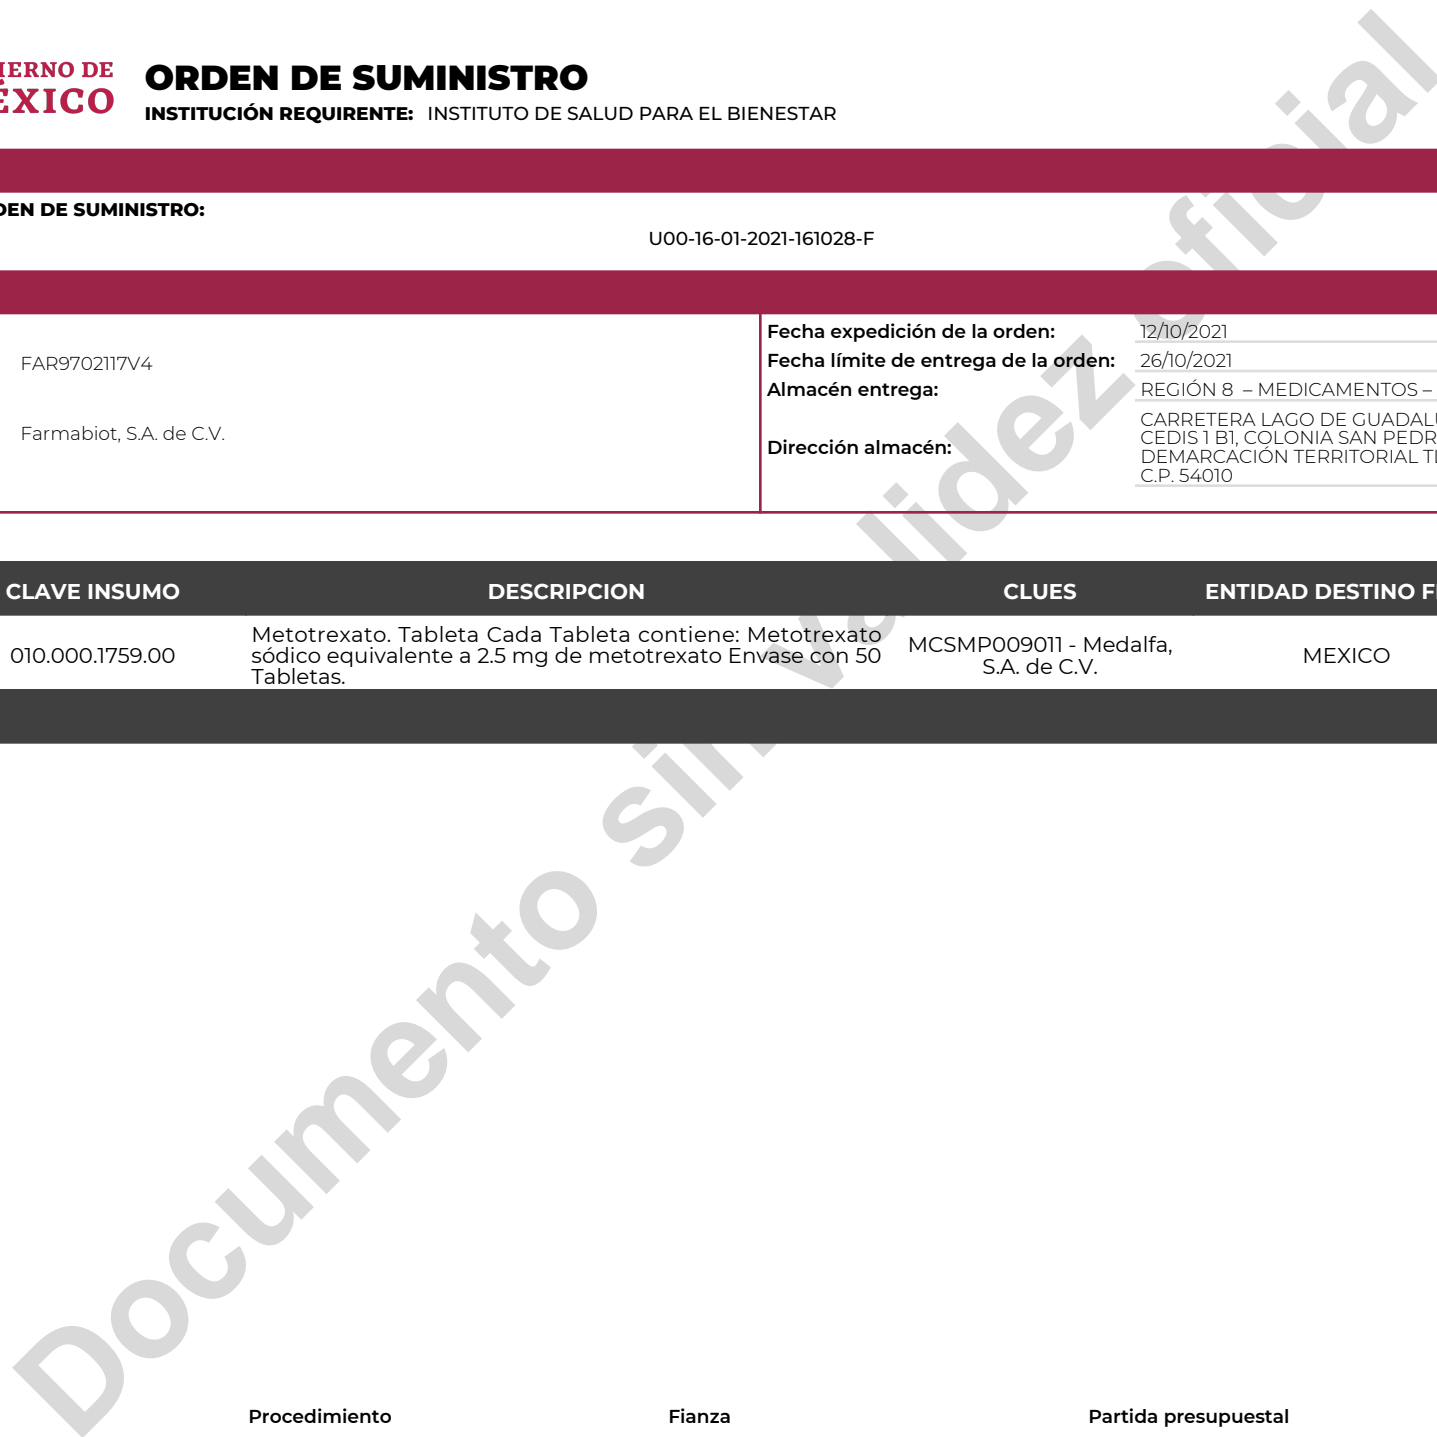 IERNO DE
ÉXICO
ORDEN DE SUMINISTRO
INSTITUCIÓN REQUIRENTE: INSTITUTO DE SALUD PARA EL BIENESTAR
DEN DE SUMINISTRO:
U00-16-01-2021-161028-F
FAR9702117V4
Farmabiot, S.A. de C.V.
Fecha expedición de la orden: 12/10/2021
Fecha límite de entrega de la orden: 26/10/2021
Almacén entrega: REGIÓN 8 – MEDICAMENTOS –
Dirección almacén:
CARRETERA LAGO DE GUADALU
CEDIS 1 B1, COLONIA SAN PEDR
DEMARCACIÓN TERRITORIAL TL
C.P. 54010
CLAVE INSUMO DESCRIPCION CLUES ENTIDAD DESTINO FI
010.000.1759.00
Metotrexato. Tableta Cada Tableta contiene: Metotrexato
sódico equivalente a 2.5 mg de metotrexato Envase con 50
Tabletas.
MCSMP009011 - Medalfa,
S.A. de C.V.
MEXICO
Documento sin validez oficial
Procedimiento Fianza Partida presupuestal